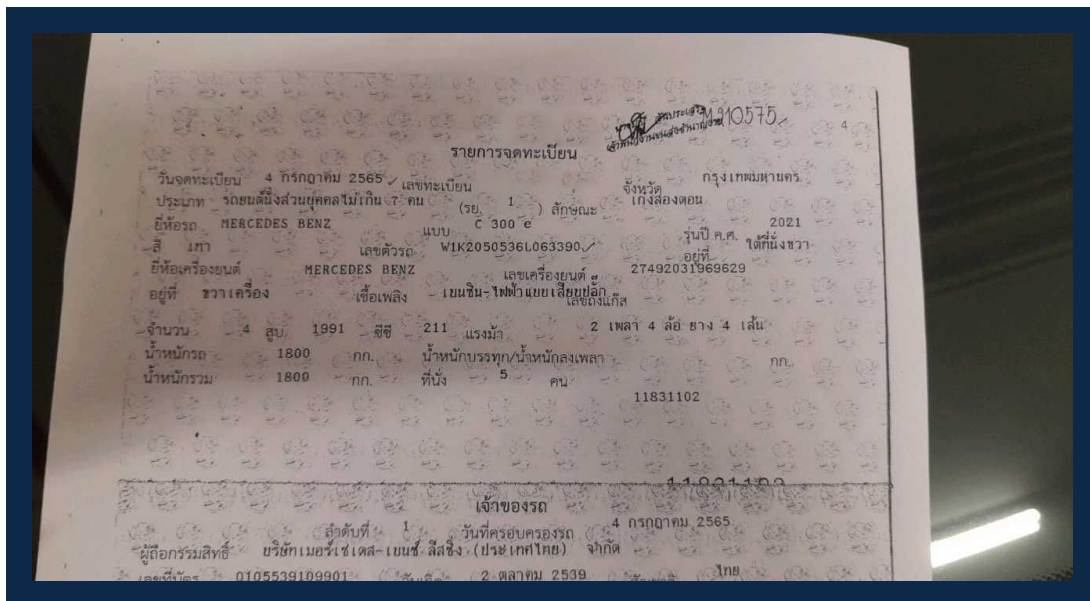 210575
4
รายการจดทะเบียน
วันจดทะเบียน 4 กรกฎาคม 2565 เลขทะเบียน จังหวัด กรุงเทพมหานคร
ประเภท รถยนต์นั่งส่วนบุคคลไม่เกิน 7 คน (รย. 1 ) ลักษณะ เก๋งสองตอน
ยี่ห้อรถ MERCEDES BENZ แบบ C 300 e รุ่นปี ค.ศ. 2021
สี เทา เลขตัวรถ W1K2050536L063390 อยู่ที่ ใต้ที่นั่งขวา
ยี่ห้อเครื่องยนต์ MERCEDES BENZ เลขเครื่องยนต์ 27492031969629
อยู่ที่ ขวาเครื่อง เชื้อเพลิง เบนซิน-ไฟฟ้าแบบเสียบปลั๊ก เลขถังแก๊ส
จำนวน 4 สูบ 1991 ซีซี 211 แรงม้า 2 เพลา 4 ล้อ ยาง 4 เส้น
น้ำหนักรถ 1800 กก. น้ำหนักบรรทุก/น้ำหนักลงเพลา กก.
น้ำหนักรวม 1800 กก. ที่นั่ง 5 คน
11831102
เจ้าของรถ
ลำดับที่ 1 วันที่ครอบครองรถ 4 กรกฎาคม 2565
ผู้ถือกรรมสิทธิ์ บริษัทเมอร์เซเดส-เบนซ์ ลีสซิ่ง (ประเทศไทย) จำกัด
เลขที่บัตร 0105539109901 2 ตุลาคม 2539 ไทย